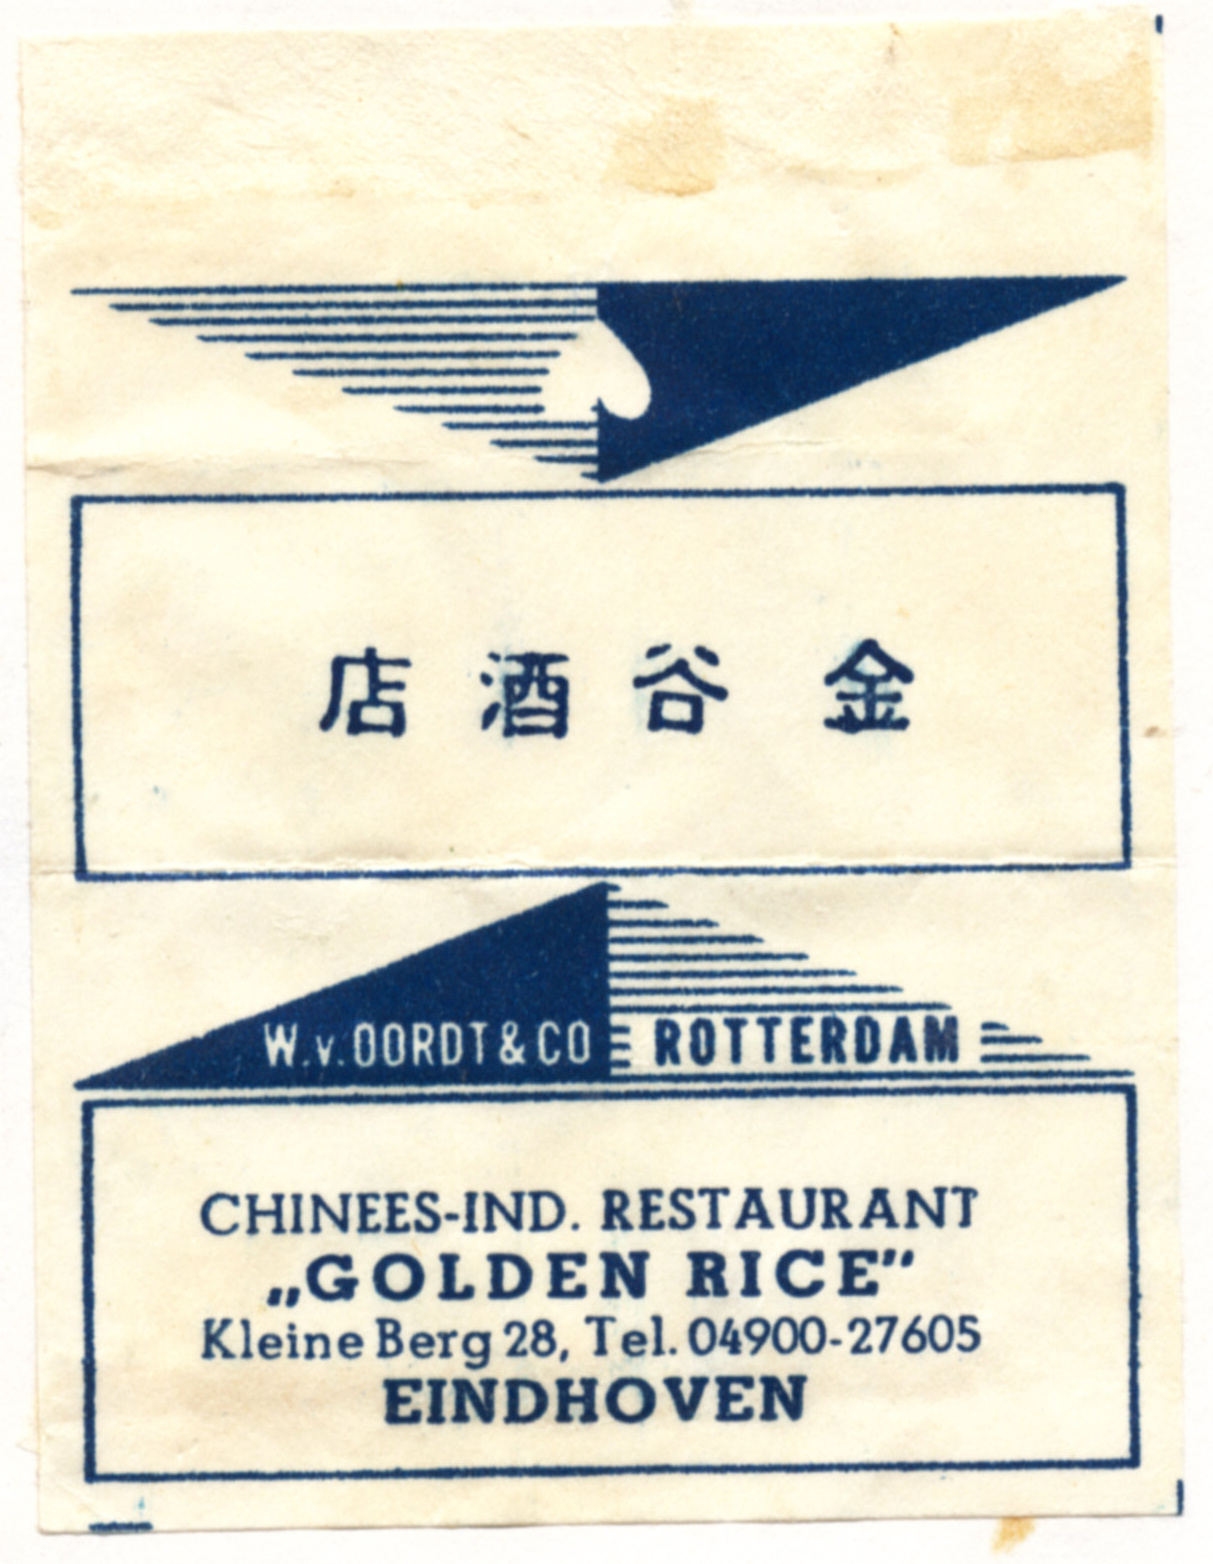 金谷酒店
W.v.OORDT & CO ROTTERDAM
CHINEES-IND. RESTAURANT
„GOLDEN RICE”
Kleine Berg 28, Tel. 04900-27605
EINDHOVEN